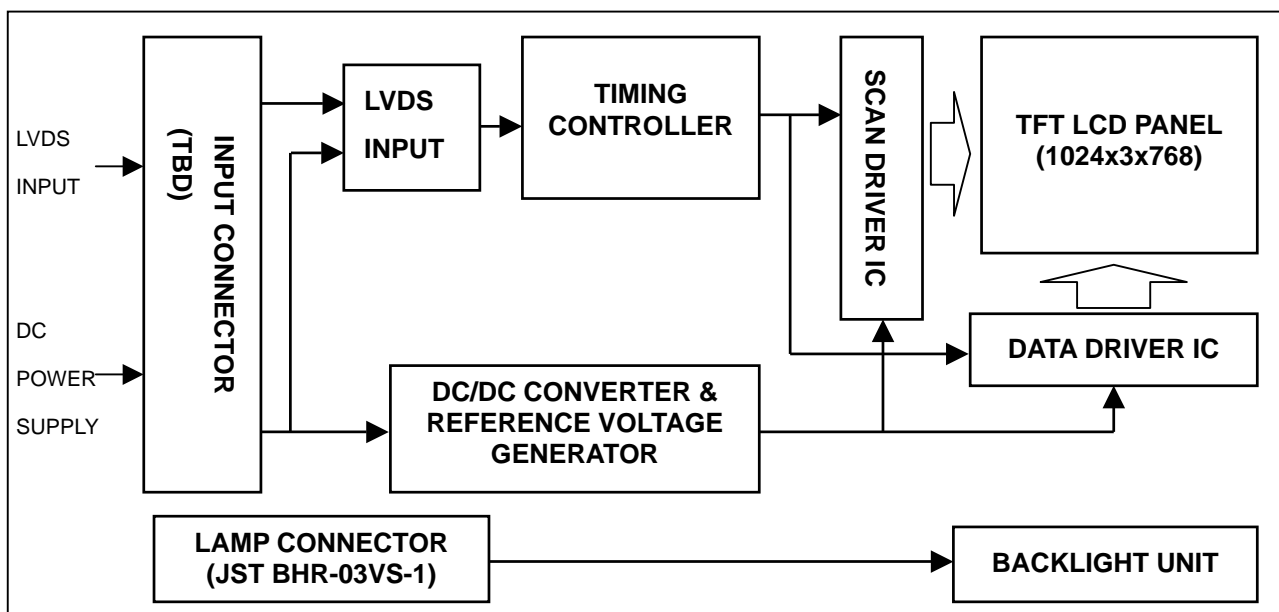 LVDS
INPUT
DC
POWER
SUPPLY
INPUT CONNECTOR
(TBD)
LVDS
INPUT
TIMING
CONTROLLER
SCAN DRIVER IC
TFT LCD PANEL
(1024x3x768)
DATA DRIVER IC
DC/DC CONVERTER &
REFERENCE VOLTAGE
GENERATOR
LAMP CONNECTOR
(JST BHR-03VS-1)
BACKLIGHT UNIT